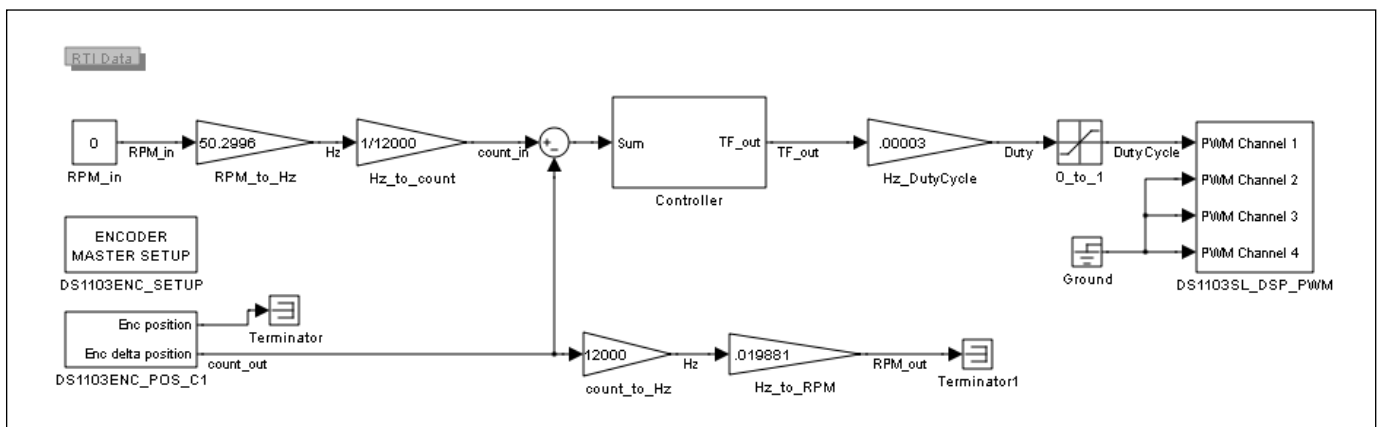 RTI Data
0
RPM_in
RPM_in
50.2996
RPM_to_Hz
Hz
1/12000
Hz_to_count
count_in
+
-
Sum
TF_out
Controller
TF_out
.00003
Hz_DutyCycle
Duty
0_to_1
DutyCycle
PWM Channel 1
PWM Channel 2
PWM Channel 3
PWM Channel 4
DS1103SL_DSP_PWM
Ground
ENCODER
MASTER SETUP
DS1103ENC_SETUP
Enc position
Enc delta position
DS1103ENC_POS_C1
Terminator
count_out
12000
count_to_Hz
Hz
.019881
Hz_to_RPM
RPM_out
Terminator1